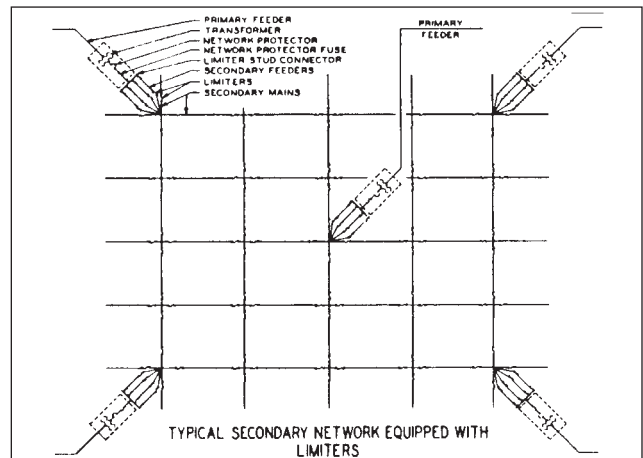 PRIMARY FEEDER
TRANSFORMER
NETWORK PROTECTOR
NETWORK PROTECTOR FUSE
LIMITER STUD CONNECTOR
SECONDARY FEEDERS
LIMITERS
SECONDARY MAINS
PRIMARY
FEEDER
TYPICAL SECONDARY NETWORK EQUIPPED WITH
LIMITERS